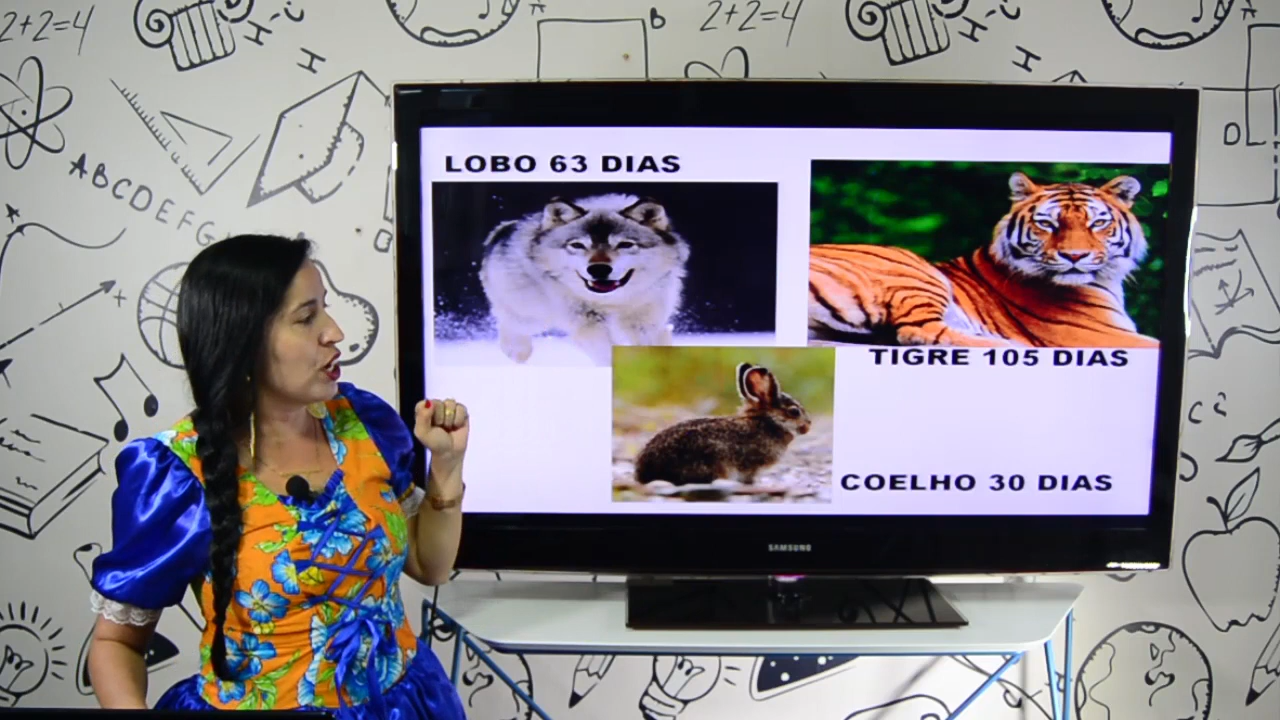 2+2=4
2+2=4
B
A
H
H
ABCDEFG
D
LOBO 63 DIAS
TIGRE 105 DIAS
COELHO 30 DIAS
SAMSUNG